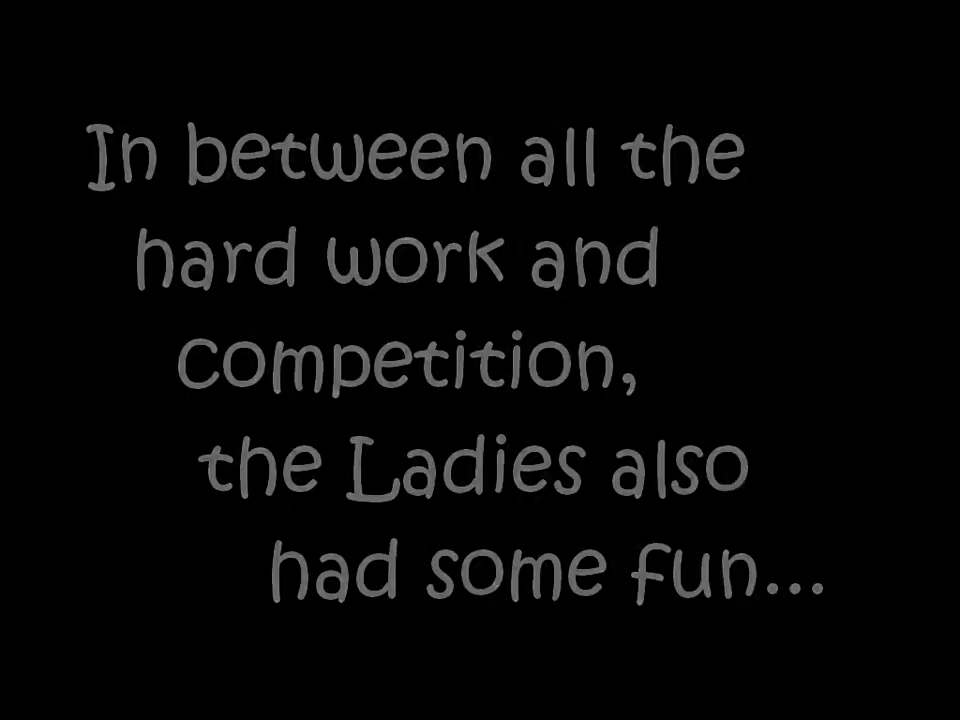 In between all the
hard work and
competition,
the Ladies also
had some fun...